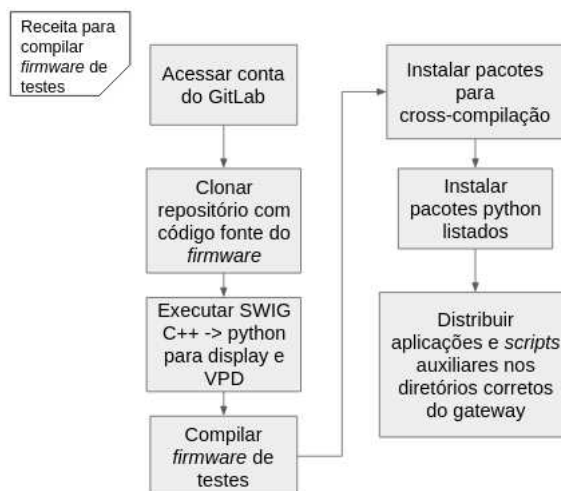 Receita para
compilar
firmware de
testes
Acessar conta
do GitLab
Clonar
repositório com
código fonte do
firmware
Executar SWIG
C++ -> python
para display e
VPD
Compilar
firmware de
testes
Instalar pacotes
para
cross-compilação
Instalar
pacotes python
listados
Distribuir
aplicações e scripts
auxiliares nos
diretórios corretos
do gateway